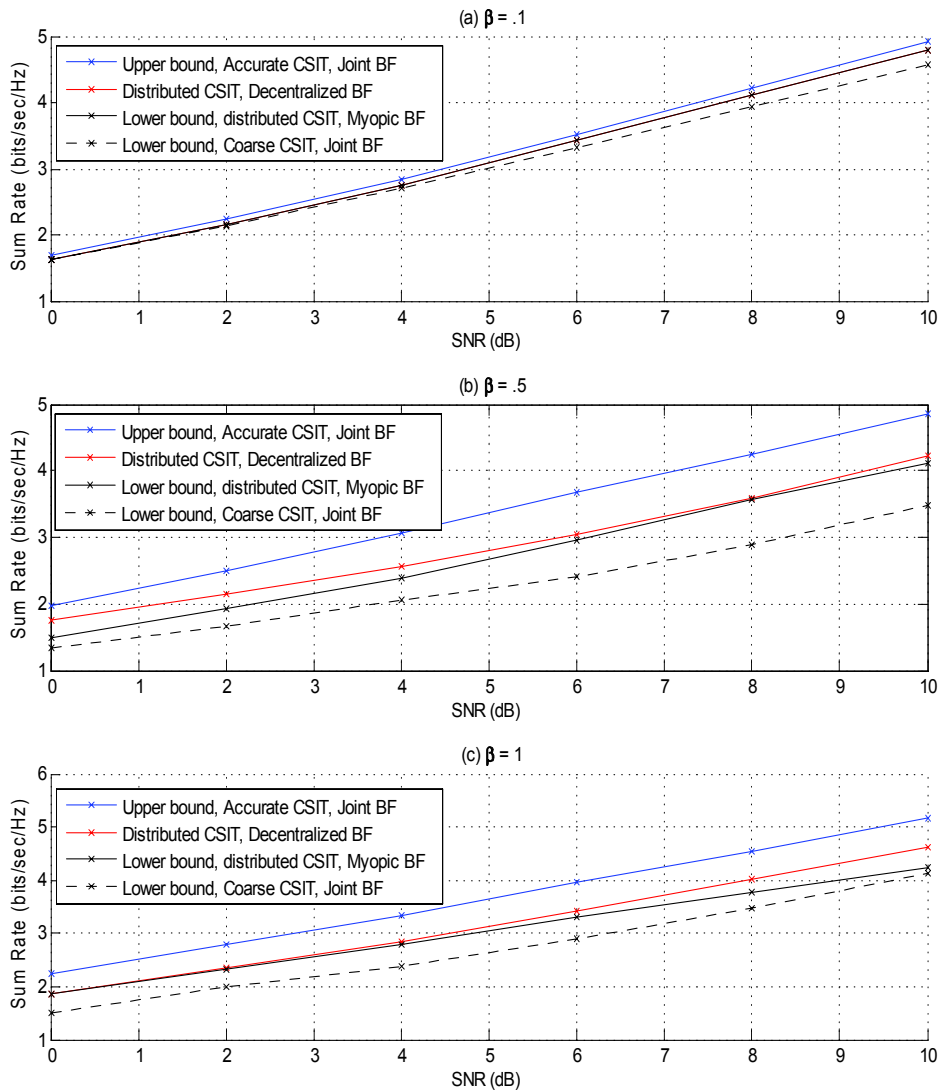 (a) β = .1
5
4
3
2
1
Sum Rate (bits/sec/Hz)
Upper bound, Accurate CSIT, Joint BF
Distributed CSIT, Decentralized BF
Lower bound, distributed CSIT, Myopic BF
Lower bound, Coarse CSIT, Joint BF
0 1 2 3 4 5 6 7 8 9 10
SNR (dB)
(b) β = .5
5
4
3
2
1
Sum Rate (bits/sec/Hz)
Upper bound, Accurate CSIT, Joint BF
Distributed CSIT, Decentralized BF
Lower bound, distributed CSIT, Myopic BF
Lower bound, Coarse CSIT, Joint BF
0 1 2 3 4 5 6 7 8 9 10
SNR (dB)
(c) β = 1
6
5
4
3
2
1
Sum Rate (bits/sec/Hz)
Upper bound, Accurate CSIT, Joint BF
Distributed CSIT, Decentralized BF
Lower bound, distributed CSIT, Myopic BF
Lower bound, Coarse CSIT, Joint BF
0 1 2 3 4 5 6 7 8 9 10
SNR (dB)